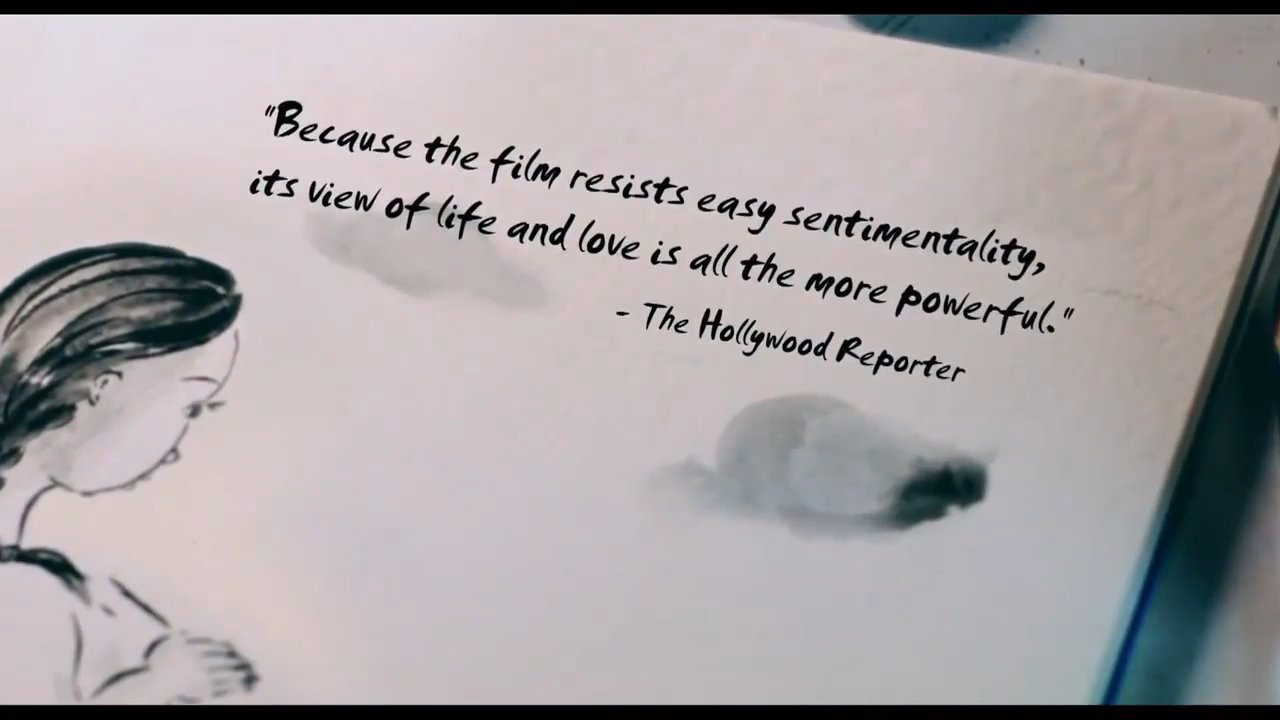 "Because the film resists easy sentimentality,
its view of life and love is all the more powerful."
- The Hollywood Reporter